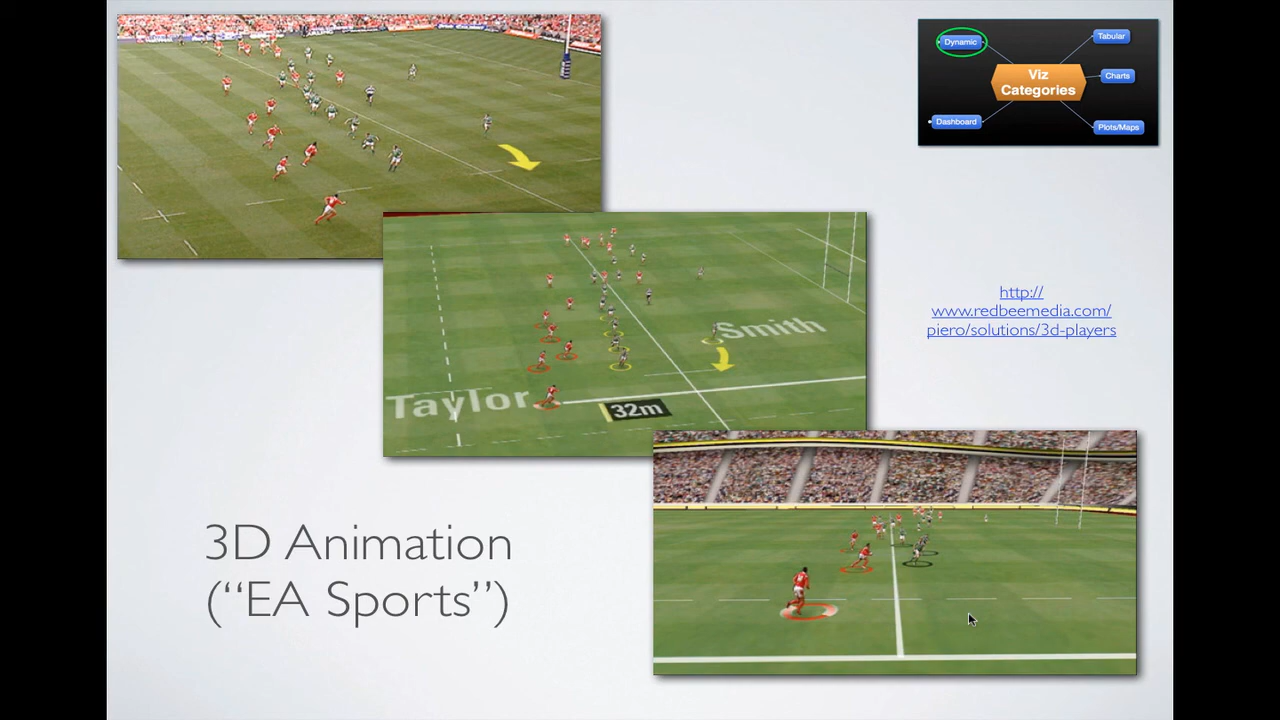 Dynamic
Tabular
Viz
Categories
Charts
Dashboard
Plots/Maps
http://
www.redbeemedia.com/
piero/solutions/3d-players
Smith
Taylor
32m
3D Animation
(“EA Sports”)